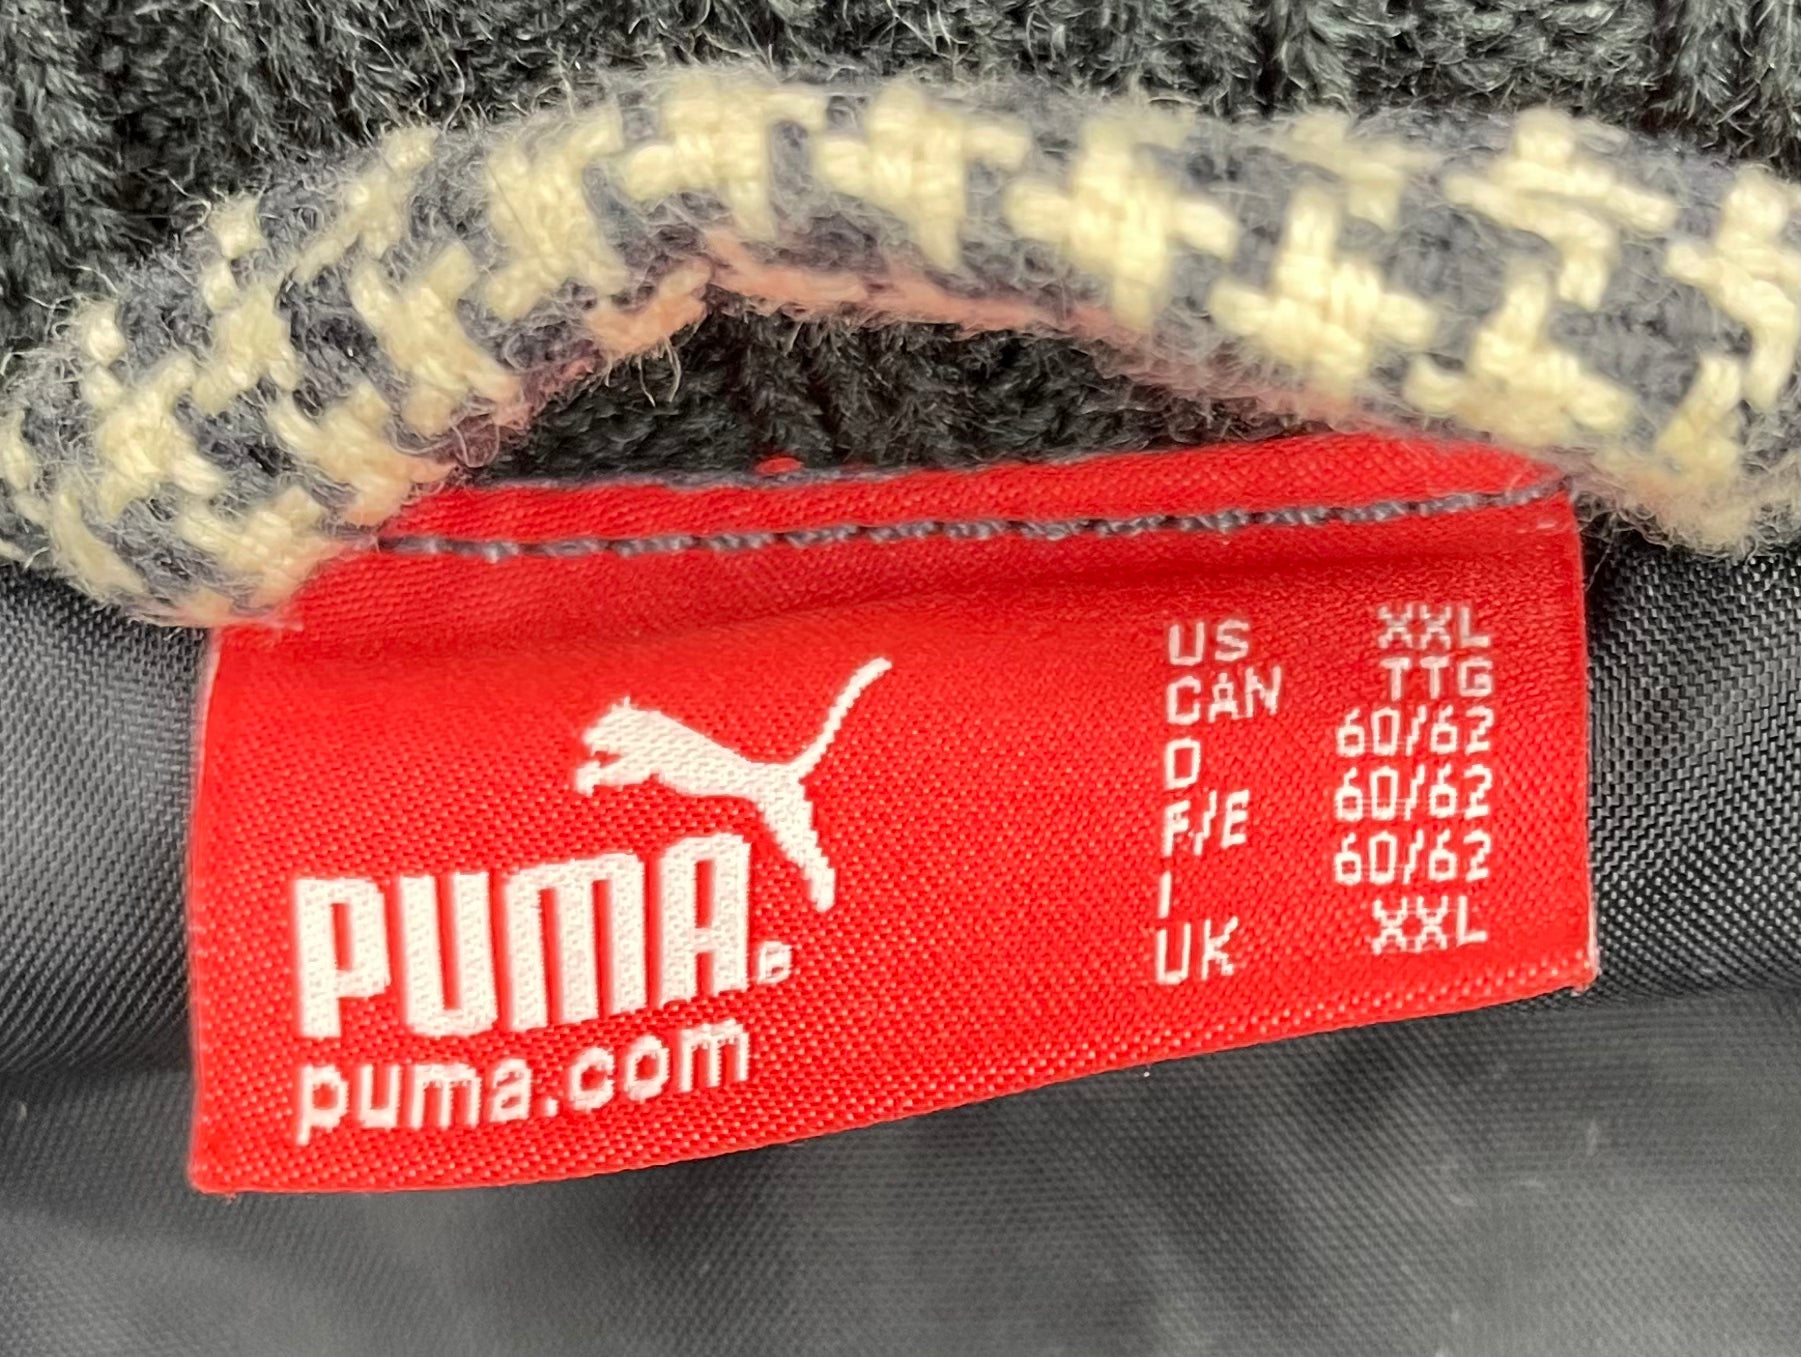 PUMA®
puma.com
US XXL
CAN TTG
D 60/62
F/E 60/62
I 60/62
UK XXL